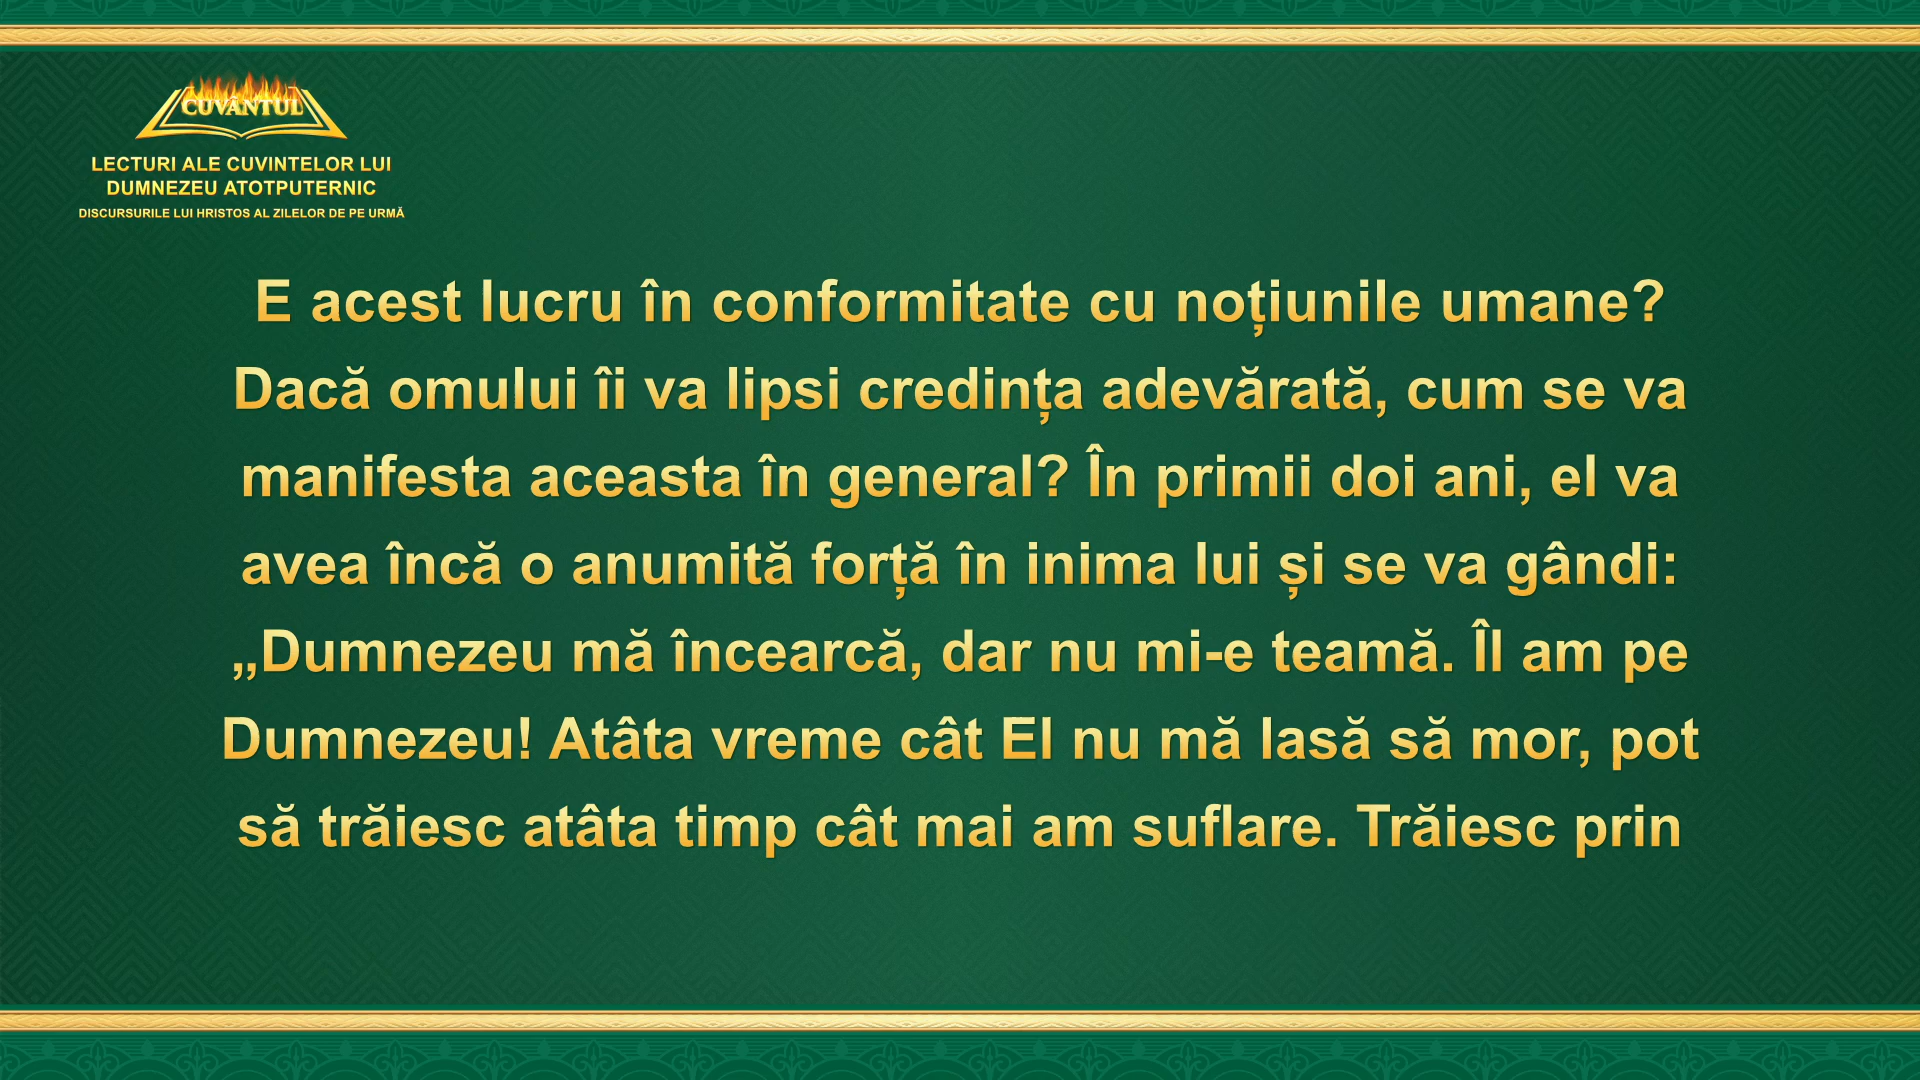 CUVÂNTUL
LECTURI ALE CUVINTELOR LUI
DUMNEZEU ATOTPUTERNIC
DISCURSURILE LUI HRISTOS AL ZILELOR DE PE URMĂ
E acest lucru în conformitate cu noțiunile umane?
Dacă omului îi va lipsi credința adevărată, cum se va
manifesta aceasta în general? În primii doi ani, el va
avea încă o anumită forță în inima lui și se va gândi:
„Dumnezeu mă încearcă, dar nu mi-e teamă. Îl am pe
Dumnezeu! Atâta vreme cât El nu mă lasă să mor, pot
să trăiesc atâta timp cât mai am suflare. Trăiesc prin